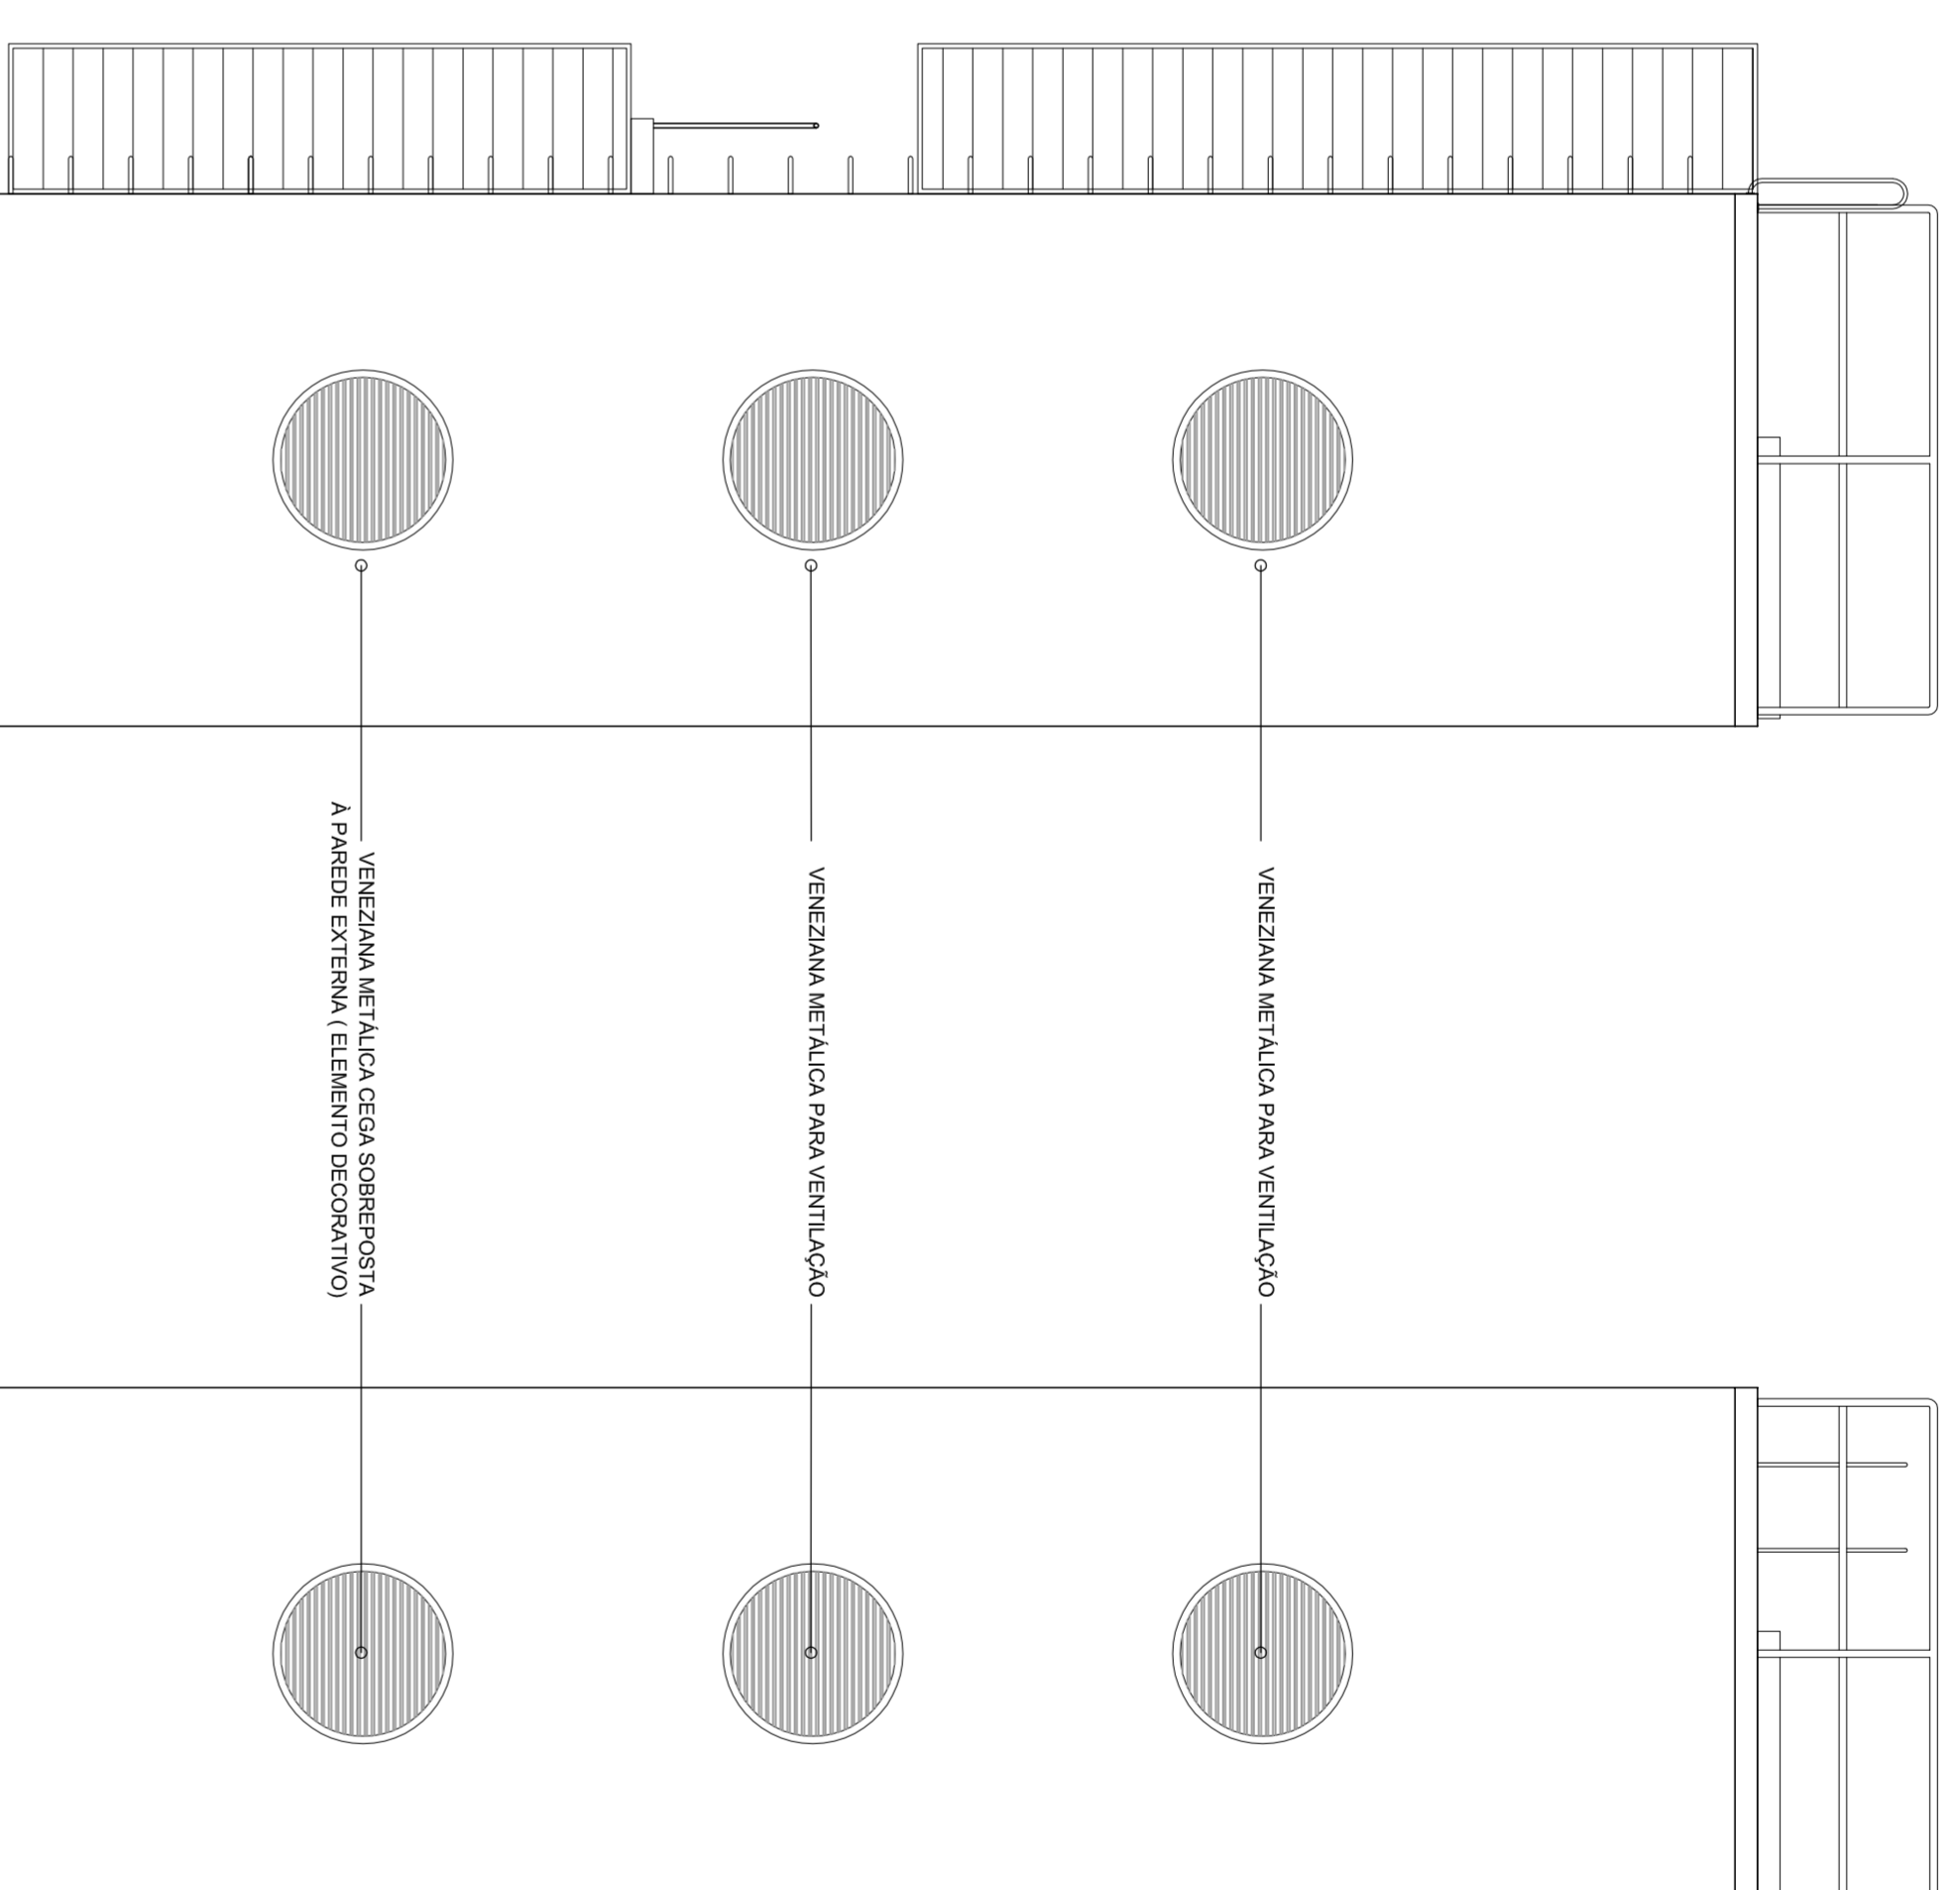 VENEZIANA METÁLICA CEGA SOBREPOSTA
À PAREDE EXTERNA ( ELEMENTO DECORATIVO)
VENEZIANA METÁLICA PARA VENTILAÇÃO
VENEZIANA METÁLICA PARA VENTILAÇÃO